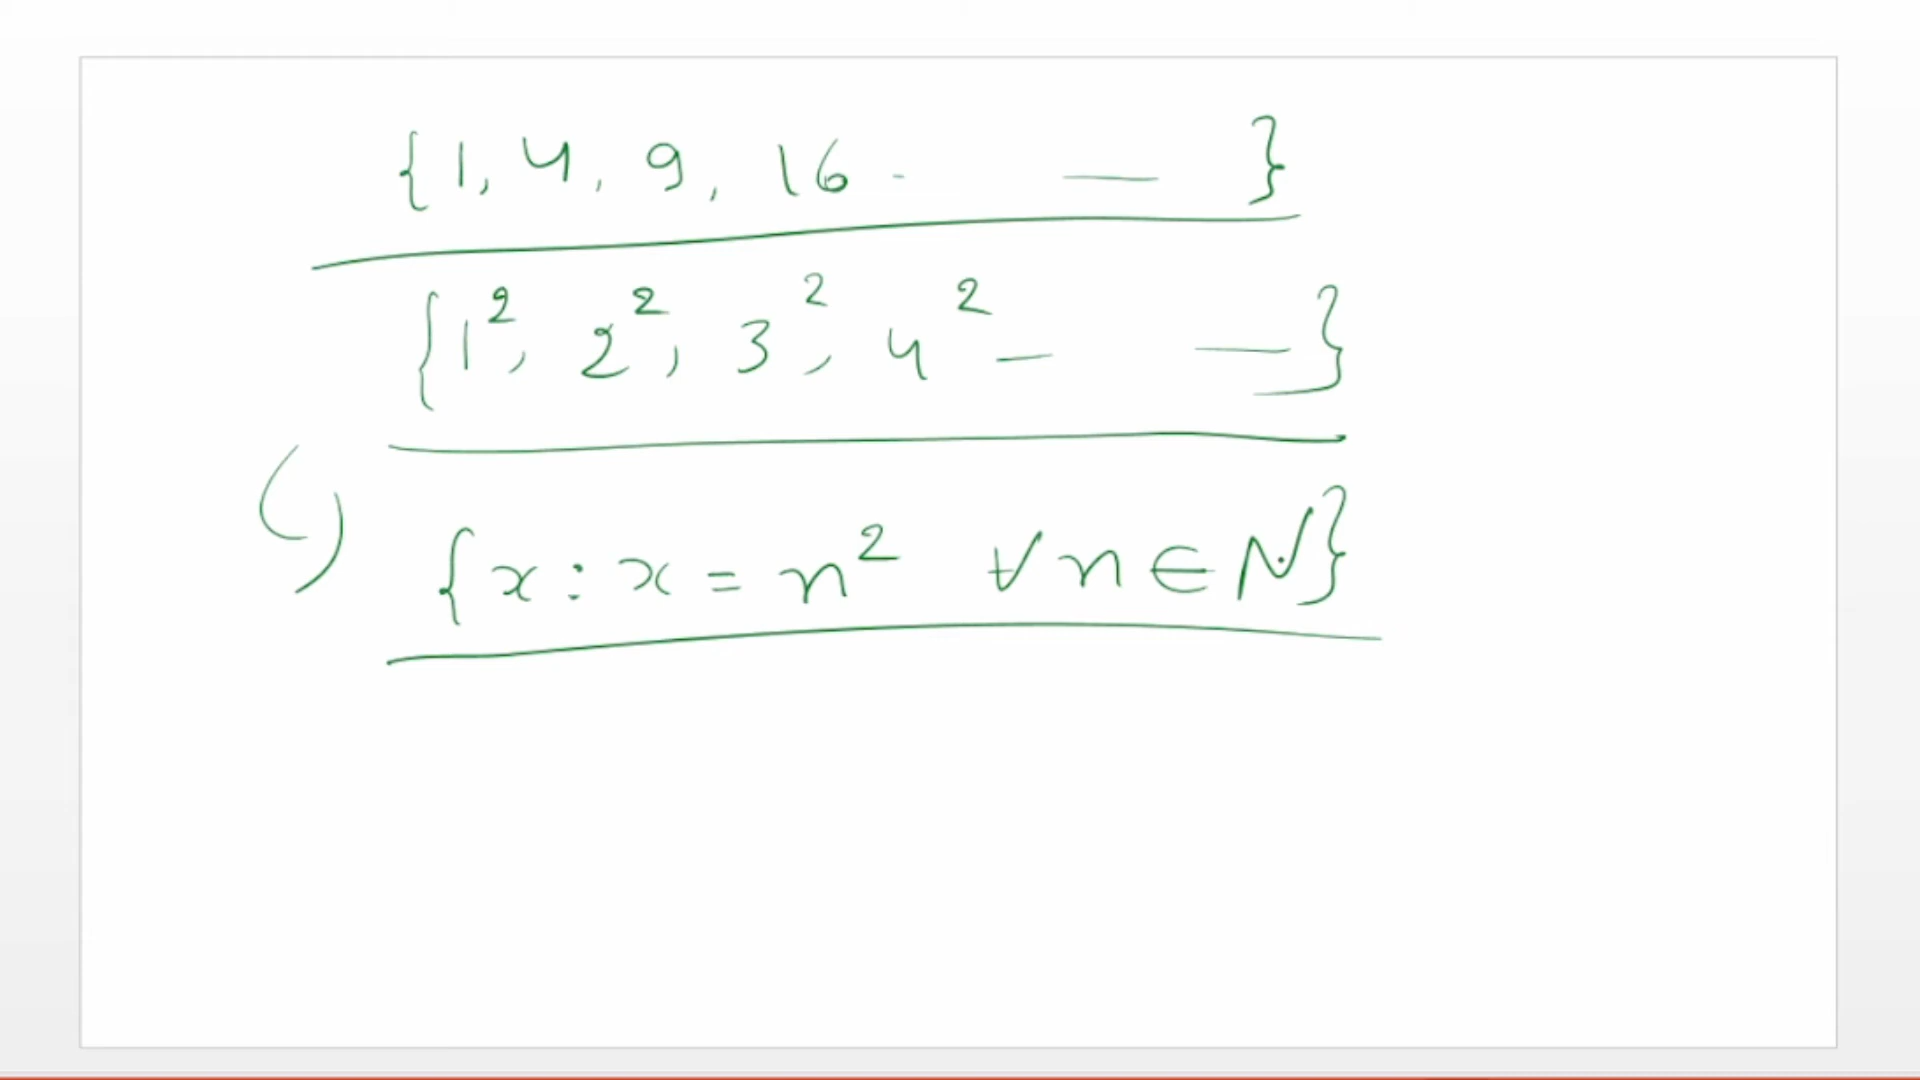 {1, 4, 9, 16 - — }
{1², 2², 3², 4² — —}
{x : x = n² ∀ n ∈ N}